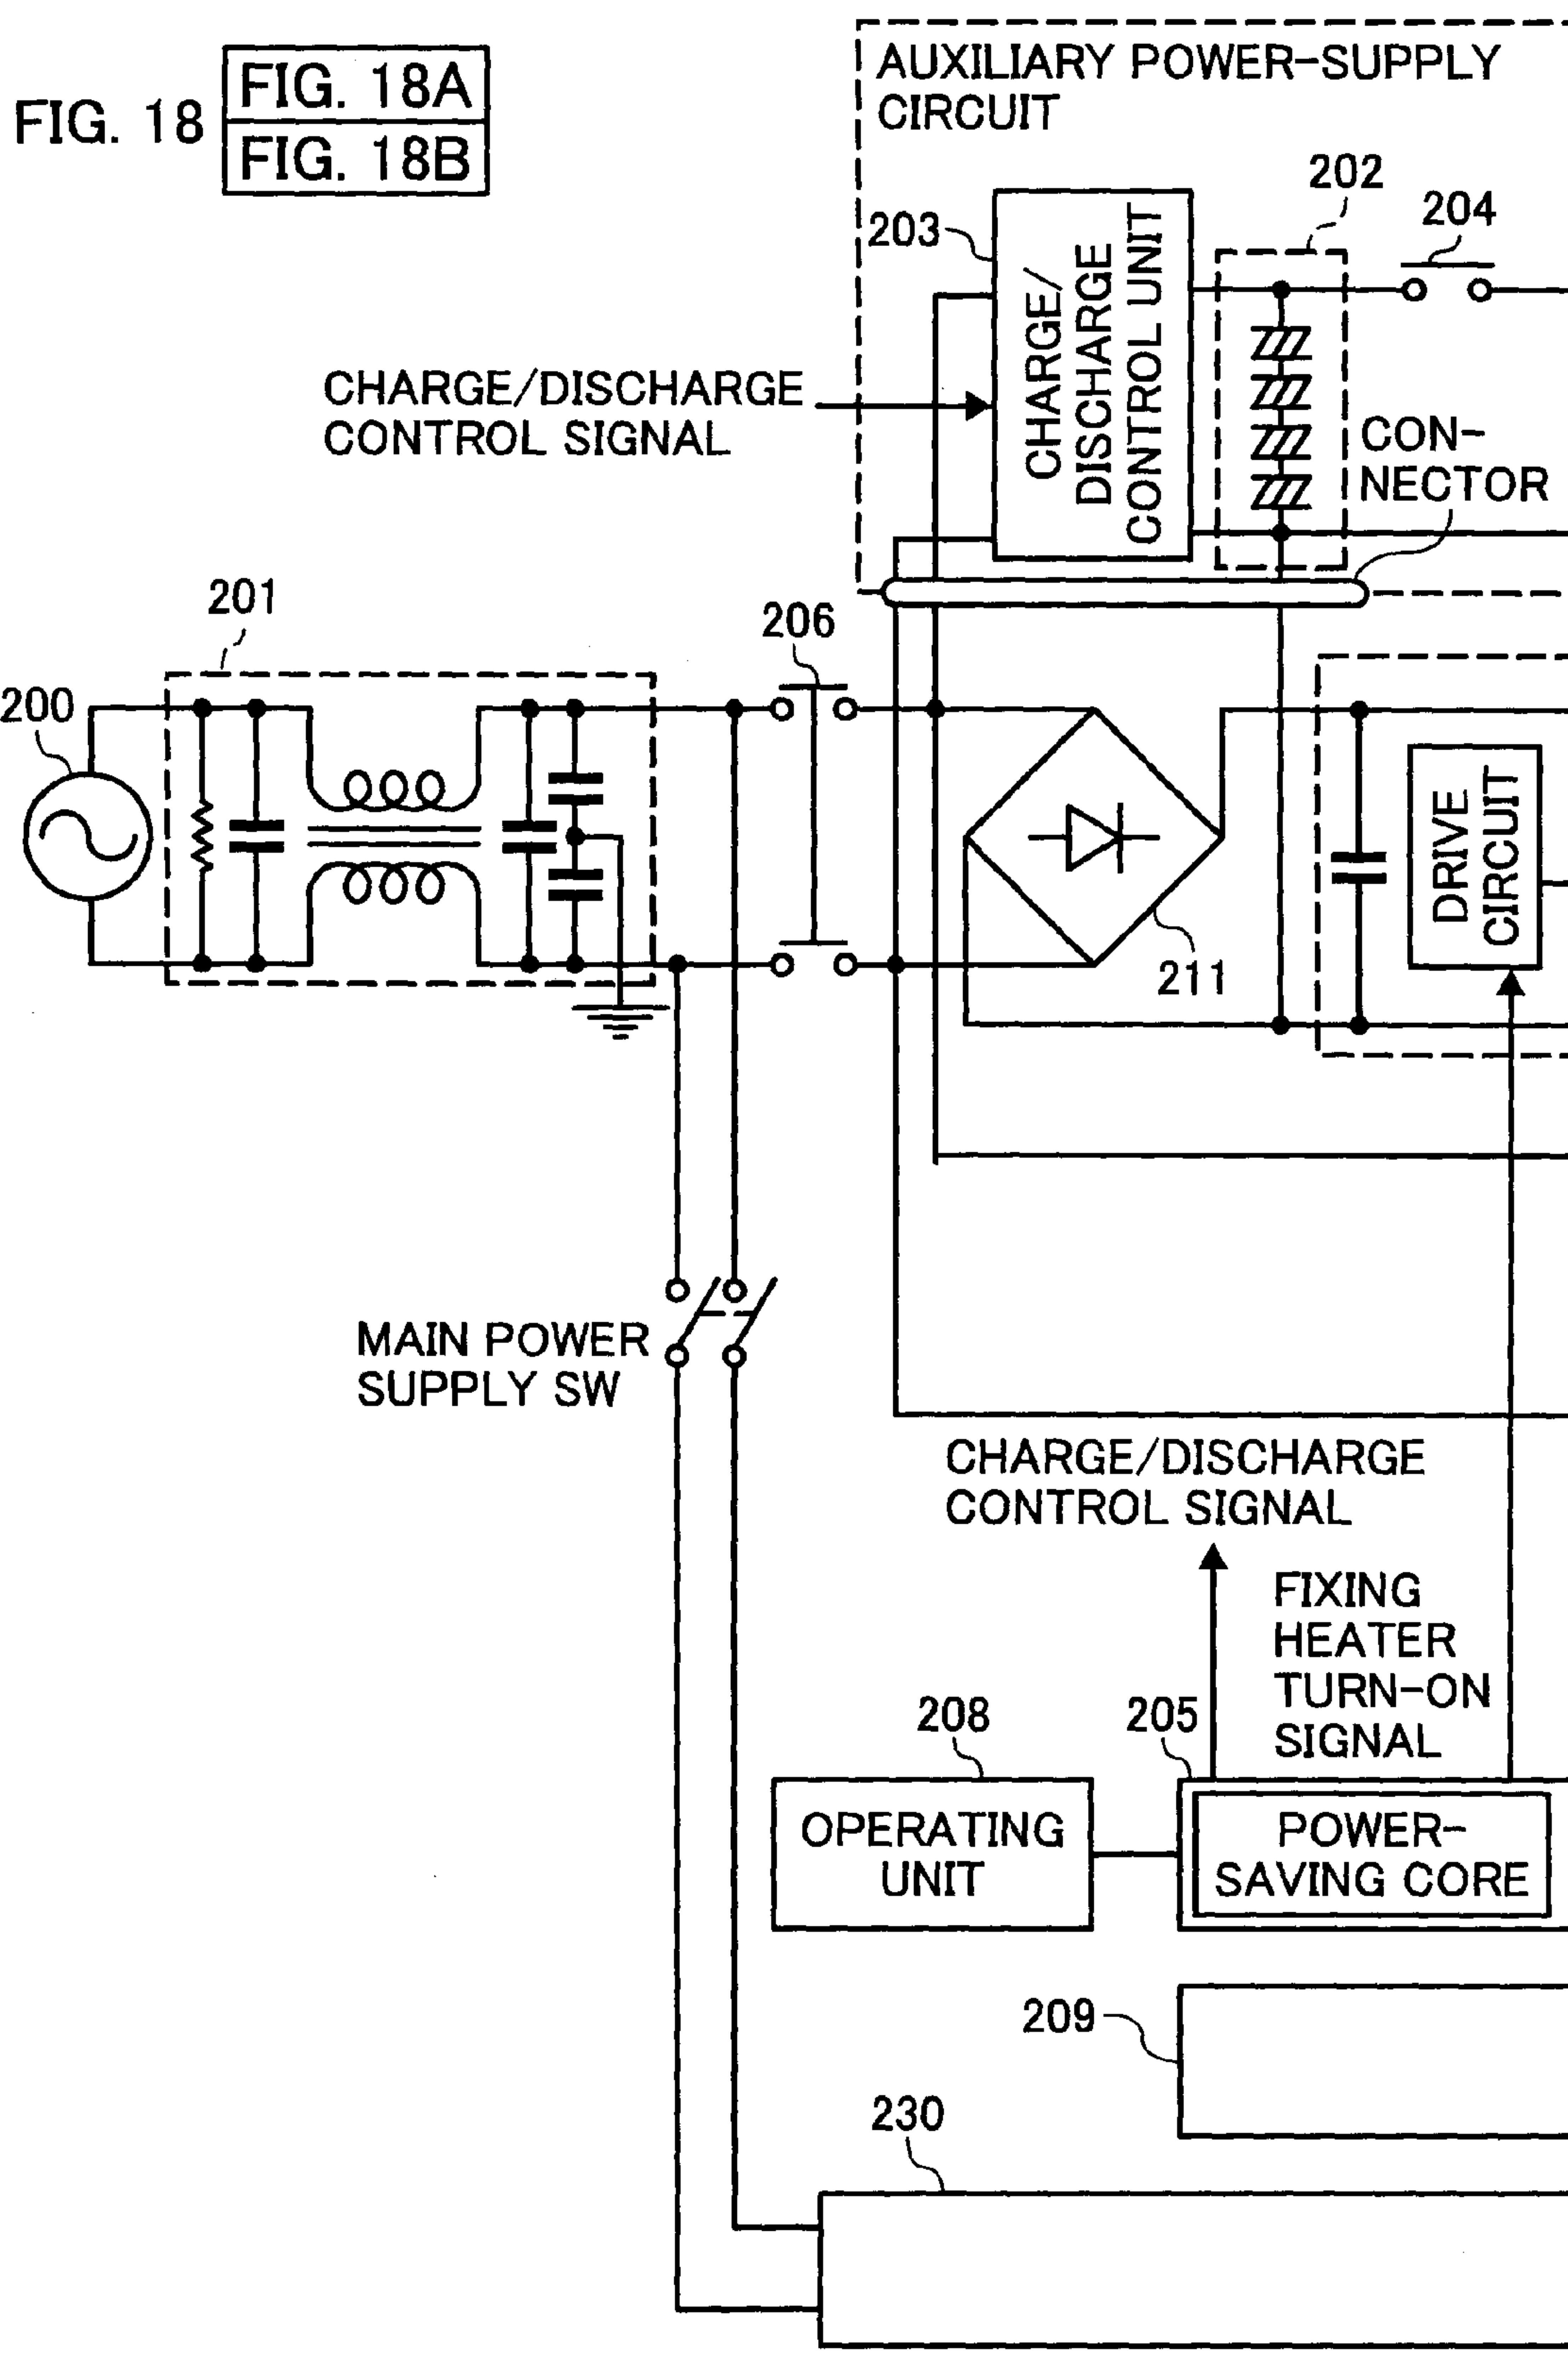 FIG. 18
FIG. 18A
FIG. 18B
AUXILIARY POWER-SUPPLY
CIRCUIT
202
204
203
CHARGE/
DISCHARGE
CONTROL UNIT
CHARGE/DISCHARGE
CONTROL SIGNAL
CON-
NECTOR
201
206
200
DRIVE
CIRCUIT
211
MAIN POWER
SUPPLY SW
CHARGE/DISCHARGE
CONTROL SIGNAL
FIXING
HEATER
TURN-ON
SIGNAL
208
205
OPERATING
UNIT
POWER-
SAVING CORE
209
230